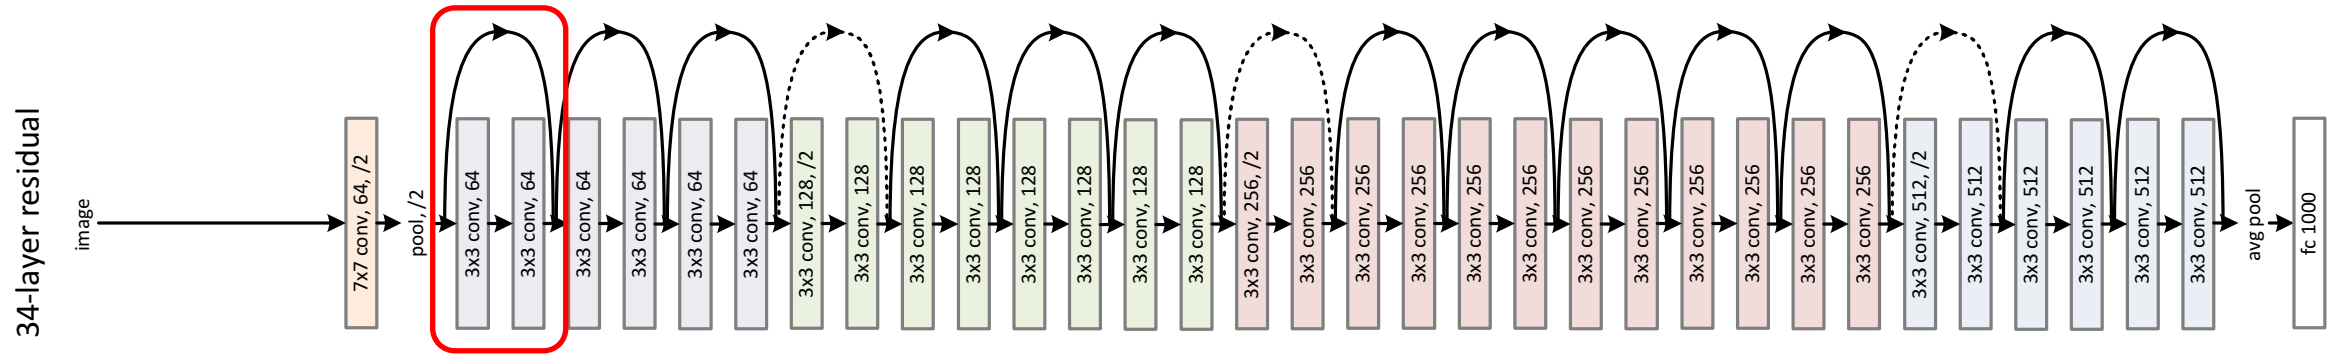 34-layer residual
image
7x7 conv, 64, /2
pool, /2
3x3 conv, 64
3x3 conv, 64
3x3 conv, 64
3x3 conv, 64
3x3 conv, 64
3x3 conv, 64
3x3 conv, 128, /2
3x3 conv, 128
3x3 conv, 128
3x3 conv, 128
3x3 conv, 128
3x3 conv, 128
3x3 conv, 128
3x3 conv, 128
3x3 conv, 256, /2
3x3 conv, 256
3x3 conv, 256
3x3 conv, 256
3x3 conv, 256
3x3 conv, 256
3x3 conv, 256
3x3 conv, 256
3x3 conv, 256
3x3 conv, 256
3x3 conv, 256
3x3 conv, 256
3x3 conv, 512, /2
3x3 conv, 512
3x3 conv, 512
3x3 conv, 512
3x3 conv, 512
3x3 conv, 512
avg pool
fc 1000